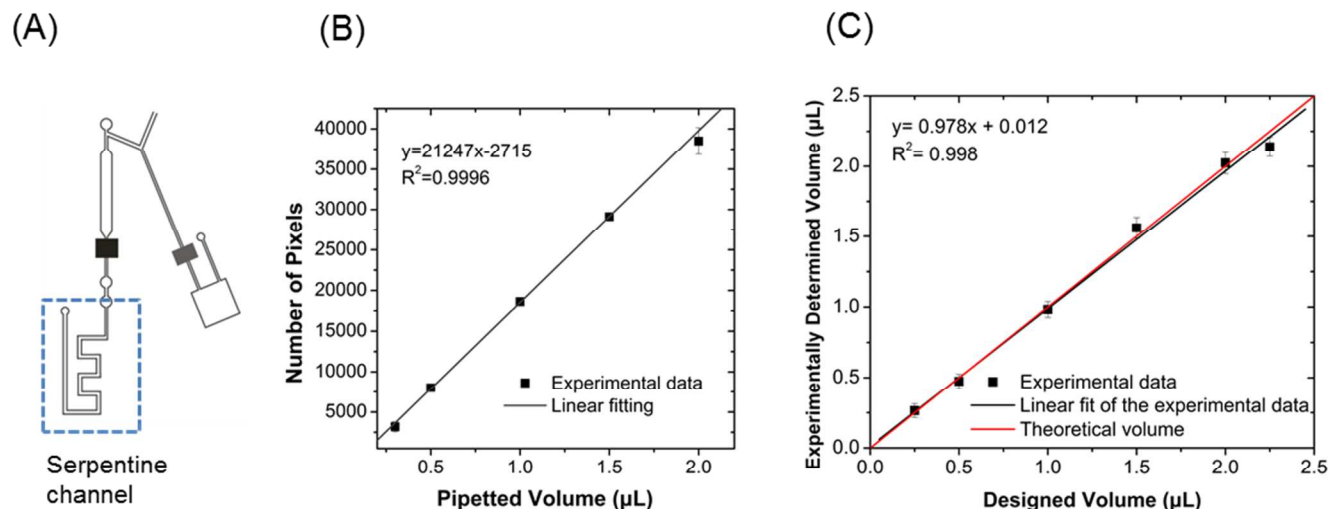 (A)
Serpentine
channel
(B)
Number of Pixels
40000
35000
30000
25000
20000
15000
10000
5000
y=21247x-2715
R²=0.9996
Experimental data
Linear fitting
0.5
1.0
1.5
2.0
Pipetted Volume (µL)
(C)
Experimentally Determined Volume (µL)
2.5
2.0
1.5
1.0
0.5
0.0
y= 0.978x + 0.012
R²= 0.998
Experimental data
Linear fit of the experimental data
Theoretical volume
0.0
0.5
1.0
1.5
2.0
2.5
Designed Volume (µL)